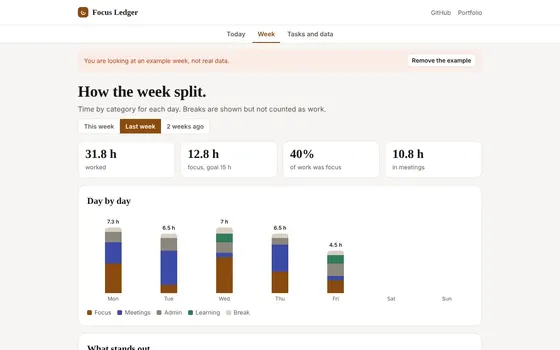 Focus Ledger
GitHub Portfolio
Today Week Tasks and data
You are looking at an example week, not real data.
Remove the example
How the week split.
Time by category for each day. Breaks are shown but not counted as work.
This week Last week 2 weeks ago
31.8 h 12.8 h 40% 10.8 h
worked focus, goal 15 h of work was focus in meetings
Day by day
7.3 h 6.5 h 7 h 6.5 h 4.5 h
Mon Tue Wed Thu Fri Sat Sun
Focus Meetings Admin Learning Break
What stands out